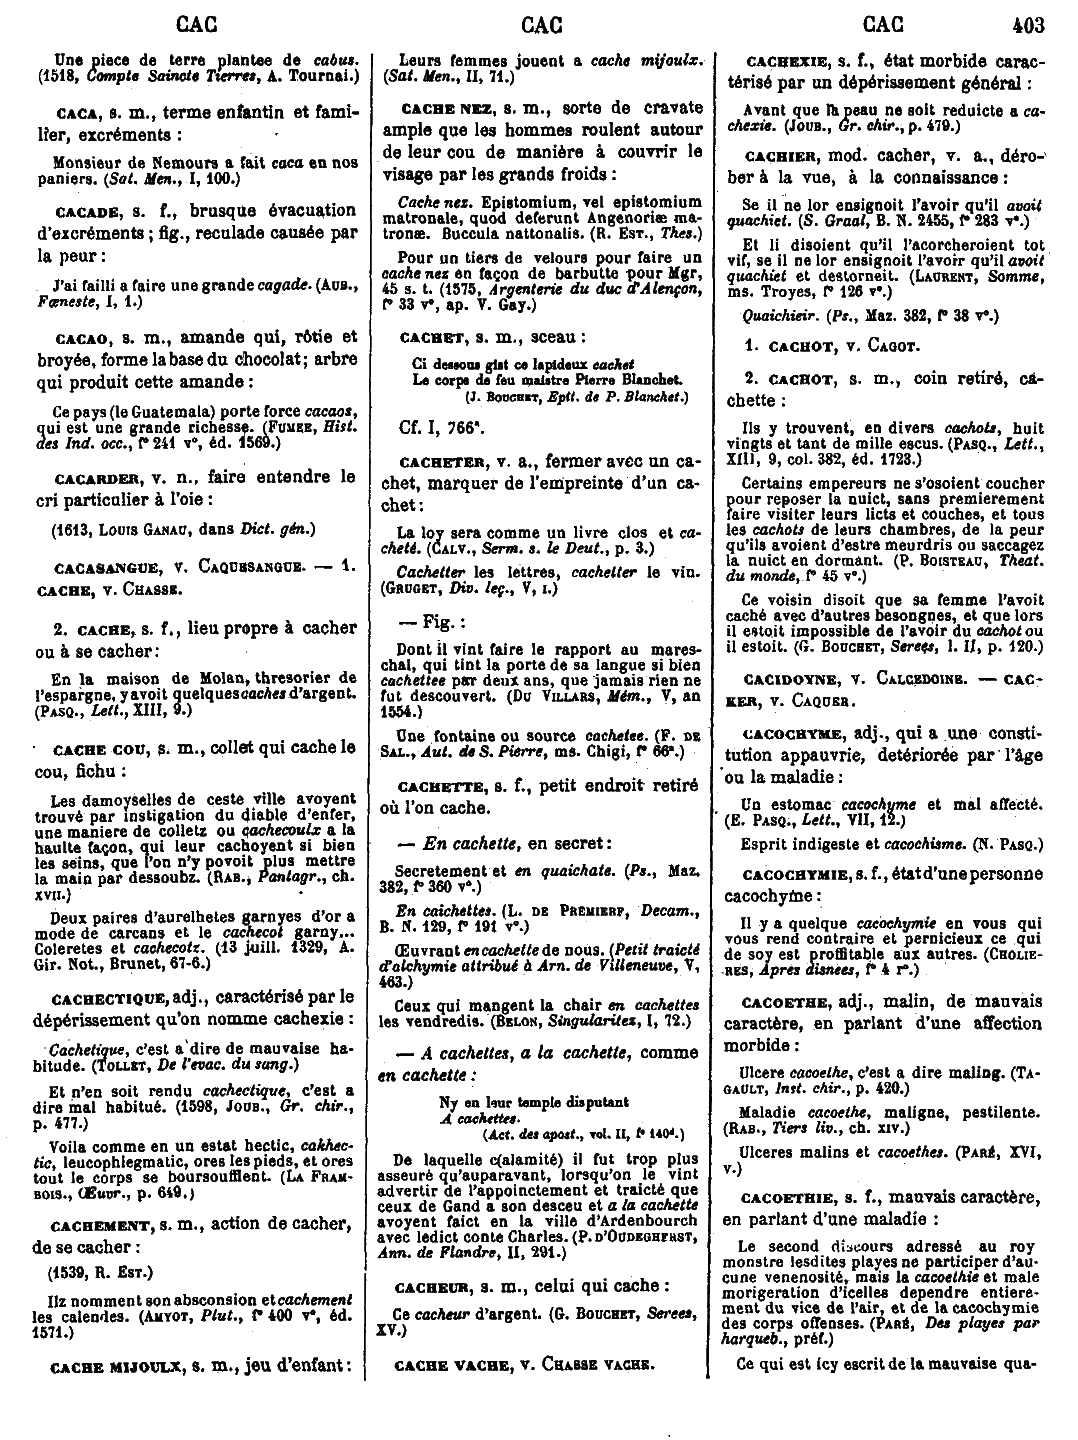 CAC CAC CAC 403
Une piece de terre plantee de cabus.
(1518, Compte Saincte Tierres, A. Tournai.)
CACA, s. m., terme enfantin et fami-
lier, excréments :
Monsieur de Nemours a fait caca en nos
paniers. (Sat. Men., I, 100.)
CACADE, s. f., brusque évacuation
d'excréments ; fig., reculade causée par
la peur :
J'ai failli a faire une grande cagade. (AUB.,
Fœneste, I, 1.)
CACAO, s. m., amande qui, rôtie et
broyée, forme la base du chocolat ; arbre
qui produit cette amande :
Ce pays (le Guatemala) porte force cacaos,
qui est une grande richesse. (FUMEE, Hist.
des Ind. occ., f° 241 v°, éd. 1569.)
CACARDER, v. n., faire entendre le
cri particulier à l'oie :
(1613, LOUIS GANAU, dans Dict. gén.)
CACASANGUE, v. CAQUESANGUE. — 1.
CACHE, v. CHASSE.
2. CACHE, s. f., lieu propre à cacher
ou à se cacher :
En la maison de Molan, thresorier de
l'espargne, y avoit quelques caches d'argent.
(PASQ., Lett., XIII, 9.)
CACHE COU, s. m., collet qui cache le
cou, fichu :
Les damoyselles de ceste ville avoyent
trouvé par instigation du diable d'enfer,
une maniere de colletz ou cachecoulx a la
haulte façon, qui leur cachoyent si bien
les seins, que l'on n'y povoit plus mettre
la main par dessoubz. (RAB., Pantagr., ch.
XVII.)
Deux paires d'aurelhetes garnyes d'or a
mode de carcans et le cachecol garny...
Coleretes et cachecotz. (13 juill. 1329, A.
Gir. Not., Brunet, 67-6.)
CACHECTIQUE, adj., caractérisé par le
dépérissement qu'on nomme cachexie :
Cachetique, c'est a dire de mauvaise ha-
bitude. (TOLLET, De l'evac. du sang.)
Et n'en soit rendu cachectique, c'est a
dire mal habitué. (1598, JOUB., Gr. chir.,
p. 477.)
Voila comme en un estat hectic, cakhec-
tic, leucophlegmatic, ores les pieds, et ores
tout le corps se boursoufflent. (LA FRAM-
BOIS., Œuvr., p. 649.)
CACHEMENT, s. m., action de cacher,
de se cacher :
(1539, R. EST.)
Ilz nomment son absconsion et cachement
les calendes. (AMYOT, Plut., f° 400 v°, éd.
1571.)
CACHE MIJOULX, s. m., jeu d'enfant :
Leurs femmes jouent a cache mijoulx.
(Sat. Men., II, 71.)
CACHE NEZ, s. m., sorte de cravate
ample que les hommes roulent autour
de leur cou de manière à couvrir le
visage par les grands froids :
Cache nez. Epistomium, vel epistomium
matronale, quod deferunt Angenoriæ ma-
tronæ. Buccula nattonalis. (R. EST., Thes.)
Pour un tiers de velours pour faire un
cache nez en façon de barbutte pour Mgr,
45 s. t. (1575, Argenterie du duc d'Alençon,
f° 33 v°, ap. V. Gay.)
CACHET, s. m., sceau :
Ci dessous gist ce lapideux cachet
Le corps de feu maistre Pierre Blanchet.
(J. BOUCHET, Epit. de P. Blanchet.)
Cf. I, 766ª.
CACHETER, v. a., fermer avec un ca-
chet, marquer de l'empreinte d'un ca-
chet :
La loy sera comme un livre clos et ca-
cheté. (CALV., Serm. s. le Deut., p. 3.)
Cachetter les lettres, cachetter le vin.
(GRUGET, Div. leç., V, I.)
— Fig. :
Dont il vint faire le rapport au mares-
chal, qui tint la porte de sa langue si bien
cachettee par deux ans, que jamais rien ne
fut descouvert. (DU VILLARS, Mém., V, an
1554.)
Une fontaine ou source cachetee. (F. DE
SAL., Aut. de S. Pierre, ms. Chigi, f° 66ª.)
CACHETTE, s. f., petit endroit retiré
où l'on cache.
— En cachette, en secret :
Secretement et en quaichate. (Ps., Maz.
382, f° 360 v°.)
En caichettes. (L. DE PREMIERF, Decam.,
B. N. 129, f° 191 v°.)
Œuvrant en cachette de nous. (Petit traicté
d'alchymie attribué à Arn. de Villeneuve, V,
463.)
Ceux qui mangent la chair en cachettes
les vendredis. (BELON, Singularitez, I, 72.)
— A cachettes, a la cachette, comme
en cachette :
Ny en leur temple disputant
A cachettes.
(Act. des apost., vol. II, f° 140ᵈ.)
De laquelle c(alamité) il fut trop plus
asseuré qu'auparavant, lorsqu'on le vint
advertir de l'appoinctement et traicté que
ceux de Gand a son desceu et a la cachette
avoyent faict en la ville d'Ardenbourch
avec ledict conte Charles. (P. D'OUDEGHERST,
Ann. de Flandre, II, 291.)
CACHEUR, s. m., celui qui cache :
Ce cacheur d'argent. (G. BOUCHET, Serees,
XV.)
CACHE VACHE, v. CHASSE VACHE.
CACHEXIE, s. f., état morbide carac-
térisé par un dépérissement général :
Avant que la peau ne soit reduicte a ca-
chexie. (JOUB., Gr. chir., p. 479.)
CACHIER, mod. cacher, v. a., déro-
ber à la vue, à la connaissance :
Se il ne lor ensignoit l'avoir qu'il avoit
quachiet. (S. Graal, B. N. 2455, f° 283 v°.)
Et li disoient qu'il l'acorcheroient tot
vif, se il ne lor ensignoit l'avoir qu'il avoit
quachiet et destorneit. (LAURENT, Somme,
ms. Troyes, f° 126 v°.)
Quaichieir. (Ps., Maz. 382, f° 38 v°.)
1. CACHOT, v. CAGOT.
2. CACHOT, s. m., coin retiré, ca-
chette :
Ils y trouvent, en divers cachots, huit
vingts et tant de mille escus. (PASQ., Lett.,
XIII, 9, col. 382, éd. 1723.)
Certains empereurs ne s'osoient coucher
pour reposer la nuict, sans premierement
faire visiter leurs licts et couches, et tous
les cachots de leurs chambres, de la peur
qu'ils avoient d'estre meurdris ou saccagez
la nuict en dormant. (P. BOISTEAU, Theat.
du monde, f° 45 v°.)
Ce voisin disoit que sa femme l'avoit
caché avec d'autres besongnes, et que lors
il estoit impossible de l'avoir du cachot ou
il estoit. (G. BOUCHET, Serees, l. II, p. 120.)
CACIDOYNE, v. CALCEDOINE. — CAC-
KER, v. CAQUER.
CACOCHYME, adj., qui a une consti-
tution appauvrie, detériorée par l'âge
ou la maladie :
Un estomac cacochyme et mal affecté.
(E. PASQ., Lett., VII, 12.)
Esprit indigeste et cacochisme. (N. PASQ.)
CACOCHYMIE, s. f., état d'une personne
cacochyme :
Il y a quelque cacochymie en vous qui
vous rend contraire et pernicieux ce qui
de soy est proffitable aux autres. (CHOLIE-
RES, Apres disnees, f° 4 r°.)
CACOETHE, adj., malin, de mauvais
caractère, en parlant d'une affection
morbide :
Ulcere cacoethe, c'est a dire maling. (TA-
GAULT, Inst. chir., p. 420.)
Maladie cacoethe, maligne, pestilente.
(RAB., Tiers liv., ch. XIV.)
Ulceres malins et cacoethes. (PARÉ, XVI,
V.)
CACOETHIE, s. f., mauvais caractère,
en parlant d'une maladie :
Le second discours adressé au roy
monstre lesdites playes ne participer d'au-
cune venenosité, mais la cacoethie et male
morigeration d'icelles dependre entiere-
ment du vice de l'air, et de la cacochymie
des corps offenses. (PARÉ, Des playes par
harqueb., préf.)
Ce qui est icy escrit de la mauvaise qua-